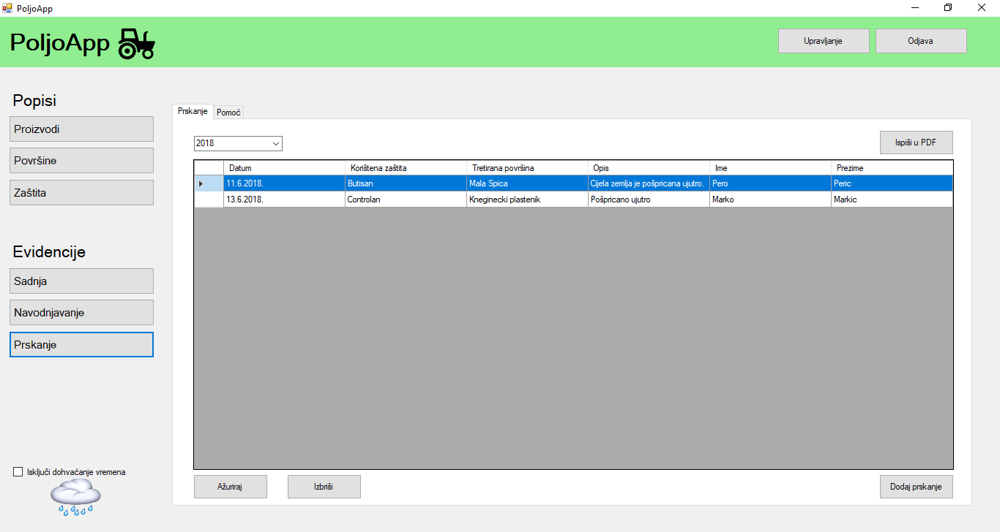 PoljoApp
PoljoApp
Upravljanje
Odjava
Popisi
Proizvodi
Površine
Zaštita
Evidencije
Sadnja
Navodnjavanje
Prskanje
Isključi dohvaćanje vremena
Prskanje Pomoć
2018
Ispiši u PDF
Datum Korištena zaštita Tretirana površina Opis Ime Prezime
11.6.2018. Butisan Mala Spica Cijela zemlja je pošpricana ujutro. Pero Peric
13.6.2018. Controlan Kneginecki plastenik Pošpricano ujutro Marko Markic
Ažuriraj
Izbriši
Dodaj prskanje